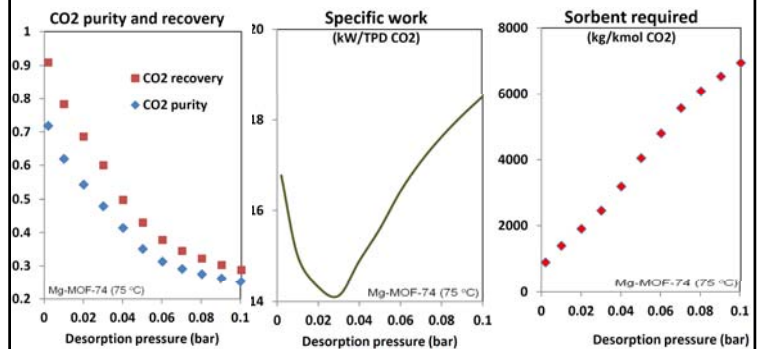 CO2 purity and recovery
1
0.9
0.8
0.7
0.6
0.5
0.4
0.3
0.2
CO2 recovery
CO2 purity
Mg-MOF-74 (75 °C)
0 0.02 0.04 0.06 0.08 0.1
Desorption pressure (bar)
Specific work
(kW/TPD CO2)
20
18
16
14
Mg-MOF-74 (75 °C)
0 0.02 0.04 0.06 0.08 0.1
Desorption pressure (bar)
Sorbent required
(kg/kmol CO2)
8000
6000
4000
2000
0
Mg-MOF-74 (75 °C)
0 0.02 0.04 0.06 0.08 0.1
Desorption pressure (bar)